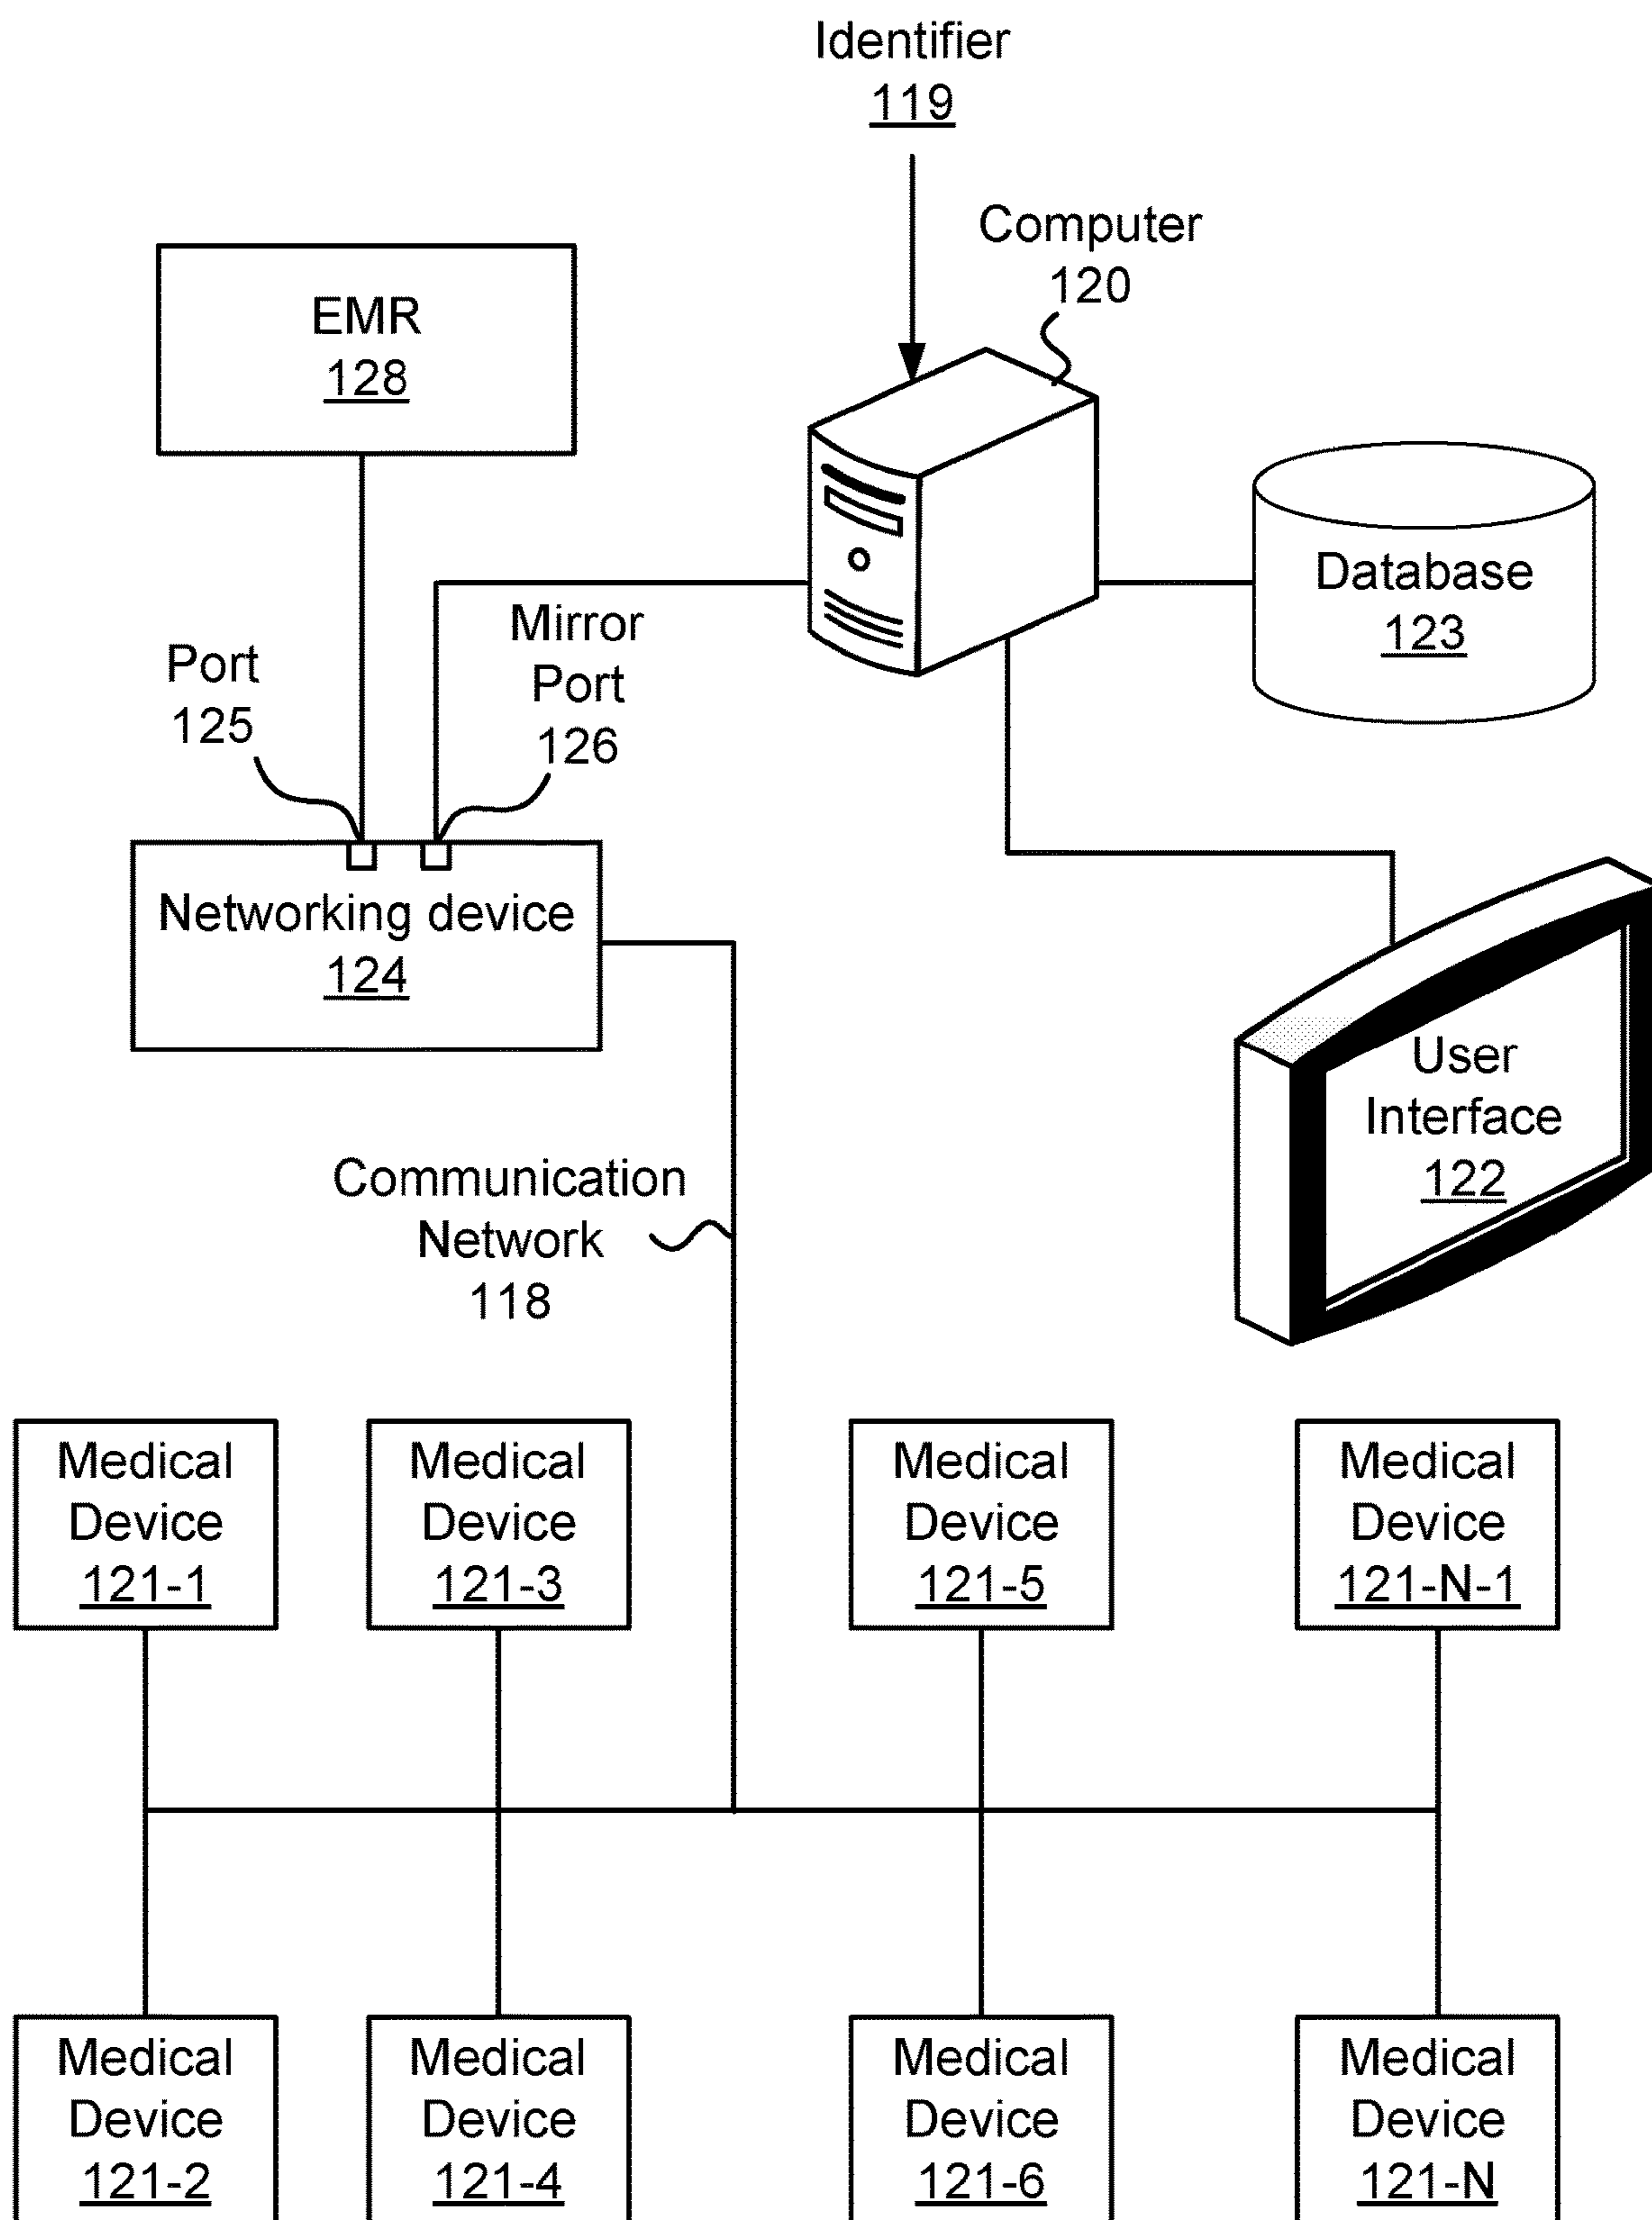 Identifier
119
Computer
120
EMR
128
Database
123
Mirror
Port
126
Port
125
Networking device
124
User
Interface
122
Communication
Network
118
Medical
Device
121-1
Medical
Device
121-3
Medical
Device
121-5
Medical
Device
121-N-1
Medical
Device
121-2
Medical
Device
121-4
Medical
Device
121-6
Medical
Device
121-N